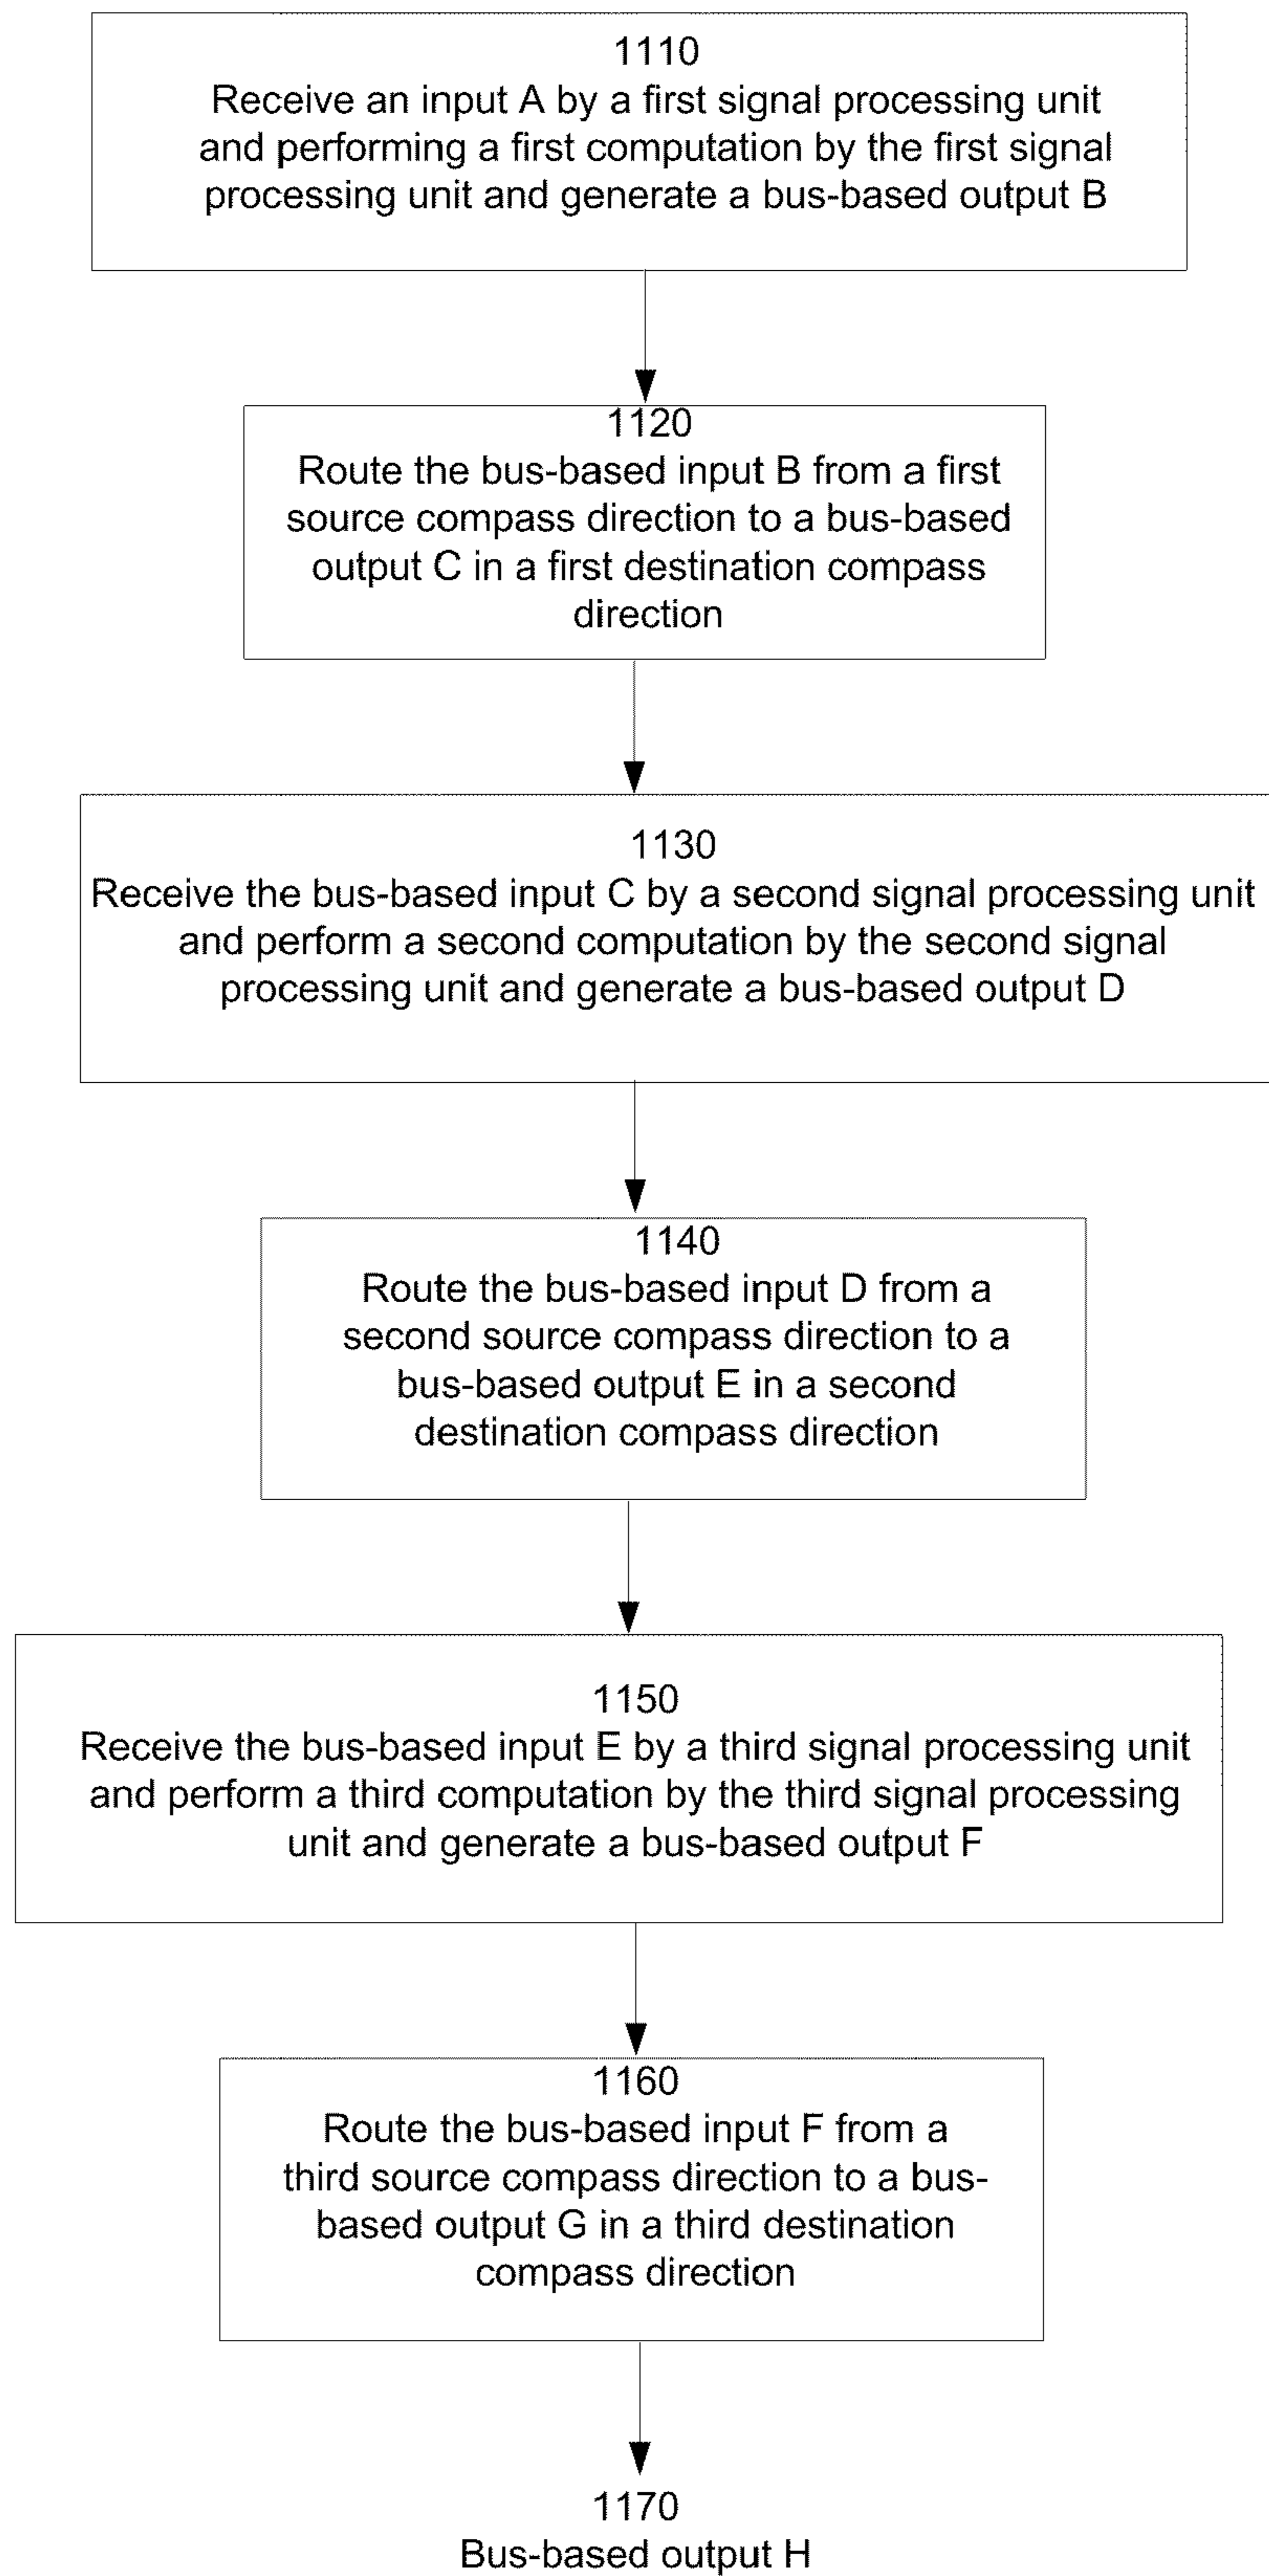 1110
Receive an input A by a first signal processing unit
and performing a first computation by the first signal
processing unit and generate a bus-based output B
1120
Route the bus-based input B from a first
source compass direction to a bus-based
output C in a first destination compass
direction
1130
Receive the bus-based input C by a second signal processing unit
and perform a second computation by the second signal
processing unit and generate a bus-based output D
1140
Route the bus-based input D from a
second source compass direction to a
bus-based output E in a second
destination compass direction
1150
Receive the bus-based input E by a third signal processing unit
and perform a third computation by the third signal processing
unit and generate a bus-based output F
1160
Route the bus-based input F from a
third source compass direction to a bus-
based output G in a third destination
compass direction
1170
Bus-based output H